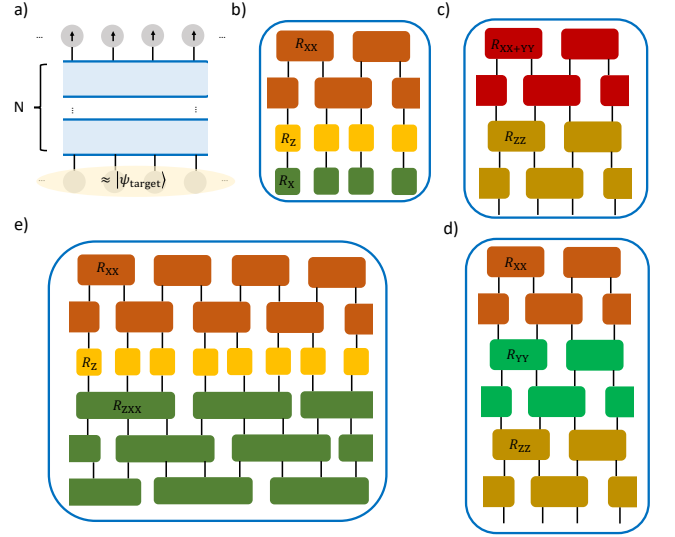 a)
... ...
N
⋮ ⋮
... ≈ |ψ_target⟩ ...
b)
R_XX
R_Z
R_X
c)
R_XX+YY
R_ZZ
e)
R_XX
R_Z
R_ZXX
d)
R_XX
R_YY
R_ZZ